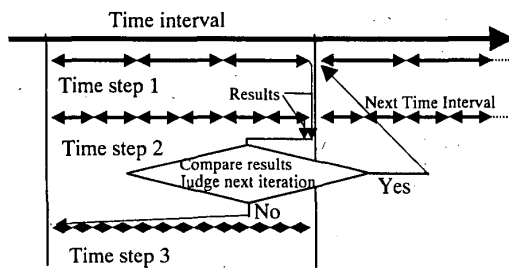 Time interval
Time step 1
Results
Next Time Interval
Time step 2
Compare results
Judge next iteration
Yes
No
Time step 3